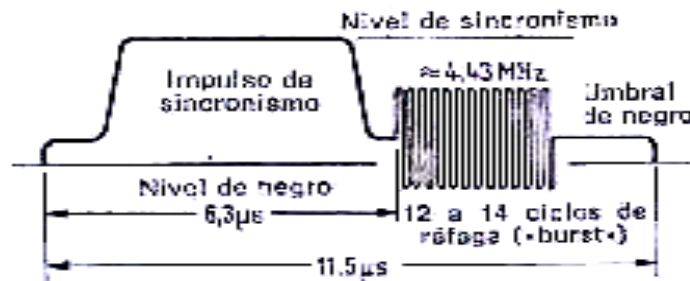 Nivel de sincronismo
Impulso de
sincronismo
≈4,43 MHz
Umbral
de negro
Nivel de negro
6,3µs
12 a 14 ciclos de
ráfaga («burst»)
11.5µs